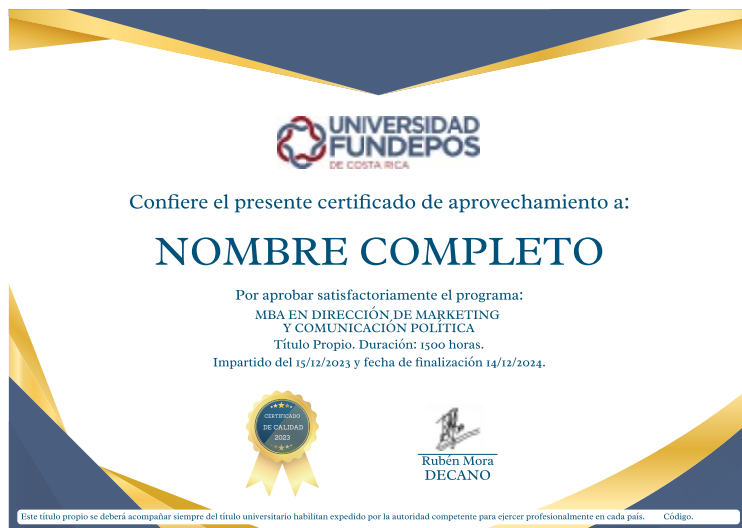 UNIVERSIDAD
FUNDEPOS
DE COSTA RICA
Confiere el presente certificado de aprovechamiento a:
NOMBRE COMPLETO
Por aprobar satisfactoriamente el programa:
MBA EN DIRECCIÓN DE MARKETING
Y COMUNICACIÓN POLÍTICA
Título Propio. Duración: 1500 horas.
Impartido del 15/12/2023 y fecha de finalización 14/12/2024.
CERTIFICADO
DE CALIDAD
2023
Rubén Mora
DECANO
Este título propio se deberá acompañar siempre del título universitario habilitan expedido por la autoridad competente para ejercer profesionalmente en cada país. Código.